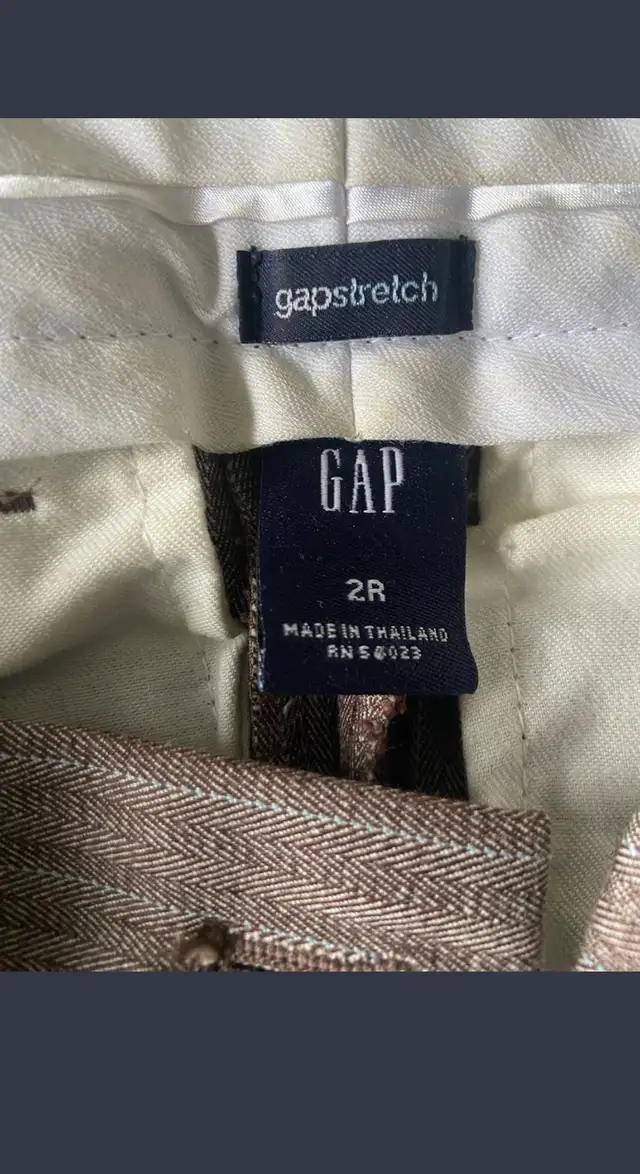 gapstretch
GAP
2R
MADE IN THAILAND
RN 54023